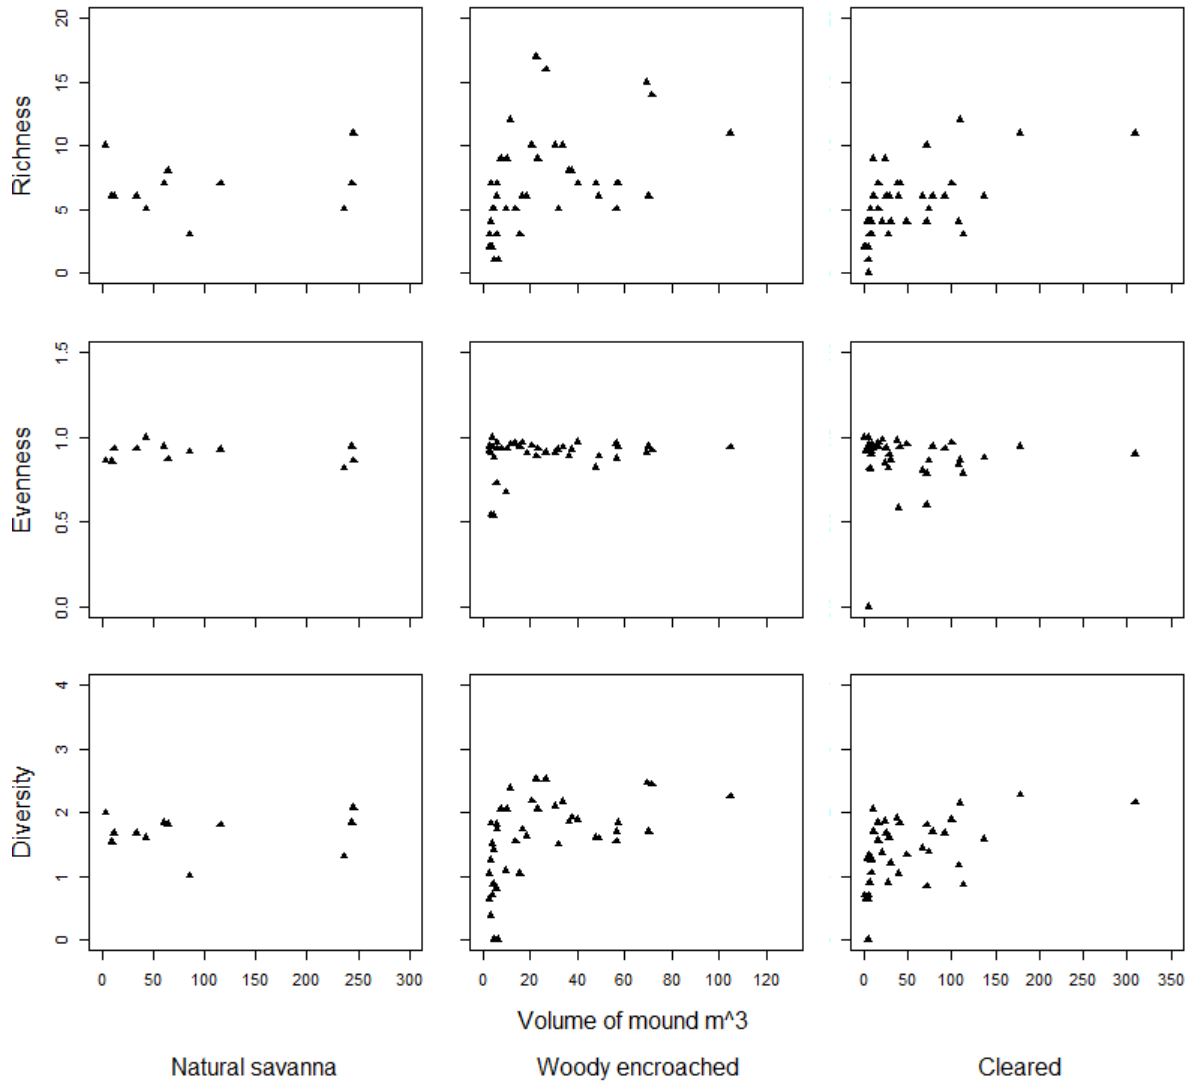 Richness
0 5 10 15 20
Evenness
0.0 0.5 1.0 1.5
Diversity
0 1 2 3 4
0 50 100 150 200 250 300
0 20 40 60 80 100 120
0 50 100 150 200 250 300 350
Volume of mound m^3
Natural savanna
Woody encroached
Cleared